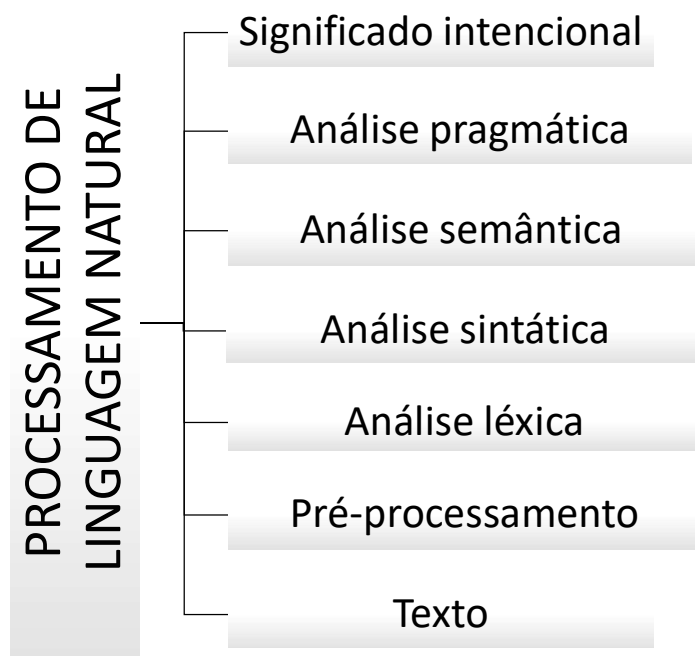 PROCESSAMENTO DE
LINGUAGEM NATURAL
Significado intencional
Análise pragmática
Análise semântica
Análise sintática
Análise léxica
Pré-processamento
Texto